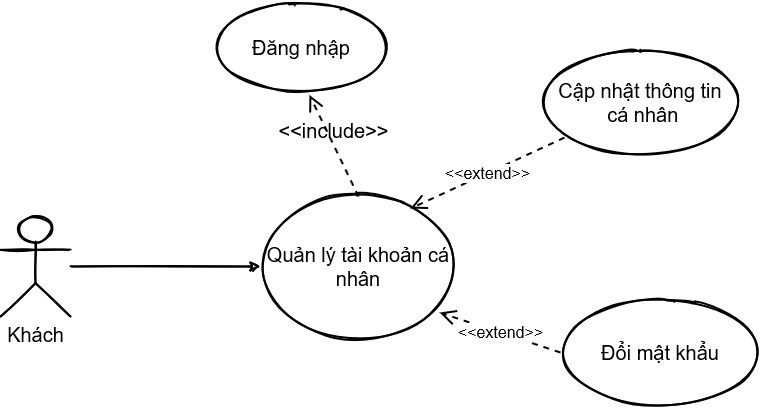 Đăng nhập
Cập nhật thông tin
cá nhân
<<include>>
<<extend>>
Quản lý tài khoản cá
nhân
Khách
<<extend>>
Đổi mật khẩu